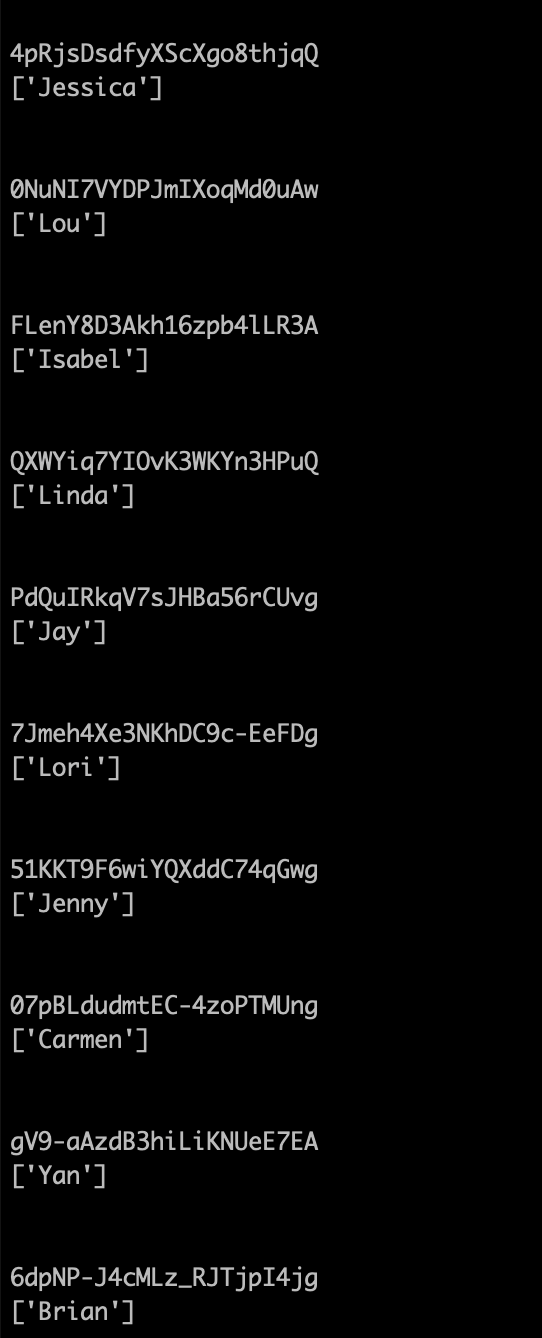 4pRjsDsdfyXScXgo8thjqQ
['Jessica']
0NuNI7VYDPJmIXoqMd0uAw
['Lou']
FLenY8D3Akh16zpb4lLR3A
['Isabel']
QXWYiq7YIOvK3WKYn3HPuQ
['Linda']
PdQuIRkqV7sJHBa56rCUvg
['Jay']
7Jmeh4Xe3NKhDC9c-EeFDg
['Lori']
51KKT9F6wiYQXddC74qGwg
['Jenny']
07pBLdudmtEC-4zoPTMUng
['Carmen']
gV9-aAzdB3hiLiKNUeE7EA
['Yan']
6dpNP-J4cMLz_RJTjpI4jg
['Brian']